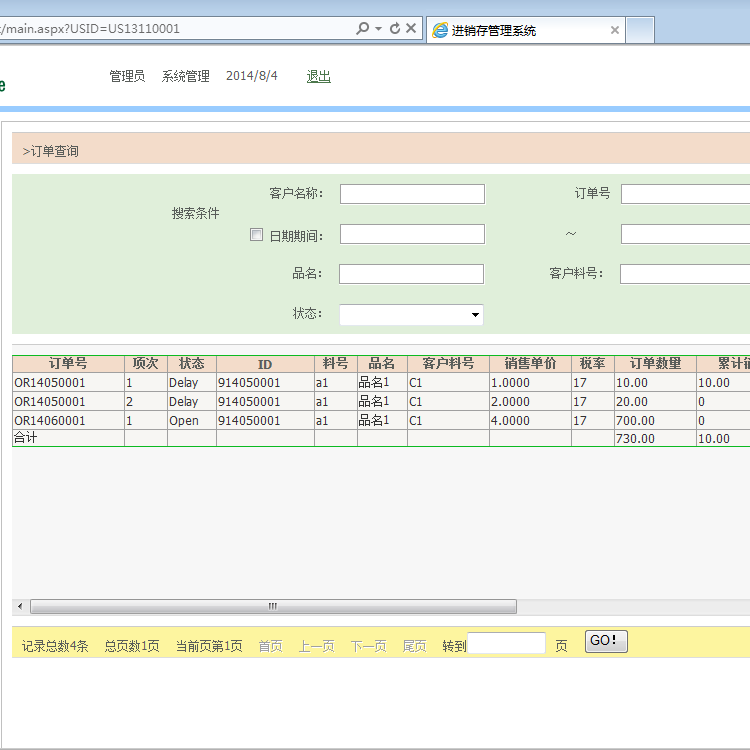 /main.aspx?USID=US13110001
进销存管理系统
e 管理员 系统管理 2014/8/4 退出
>订单查询
搜索条件
客户名称： 订单号
日期期间： ～
品名： 客户料号：
状态：
订单号 项次 状态 ID 料号 品名 客户料号 销售单价 税率 订单数量 累计
OR14050001 1 Delay 914050001 a1 品名1 C1 1.0000 17 10.00 10.00
OR14050001 2 Delay 914050001 a1 品名1 C1 2.0000 17 20.00 0
OR14060001 1 Open 914050001 a1 品名1 C1 4.0000 17 700.00 0
合计 730.00 10.00
记录总数4条 总页数1页 当前页第1页 首页 上一页 下一页 尾页 转到 页 GO！